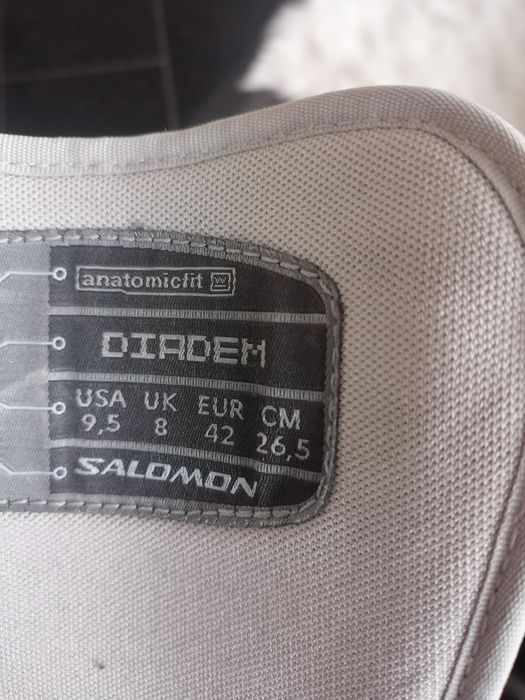 anatomicfit W
DIADEM
USA UK EUR CM
9,5 8 42 26,5
SALOMON